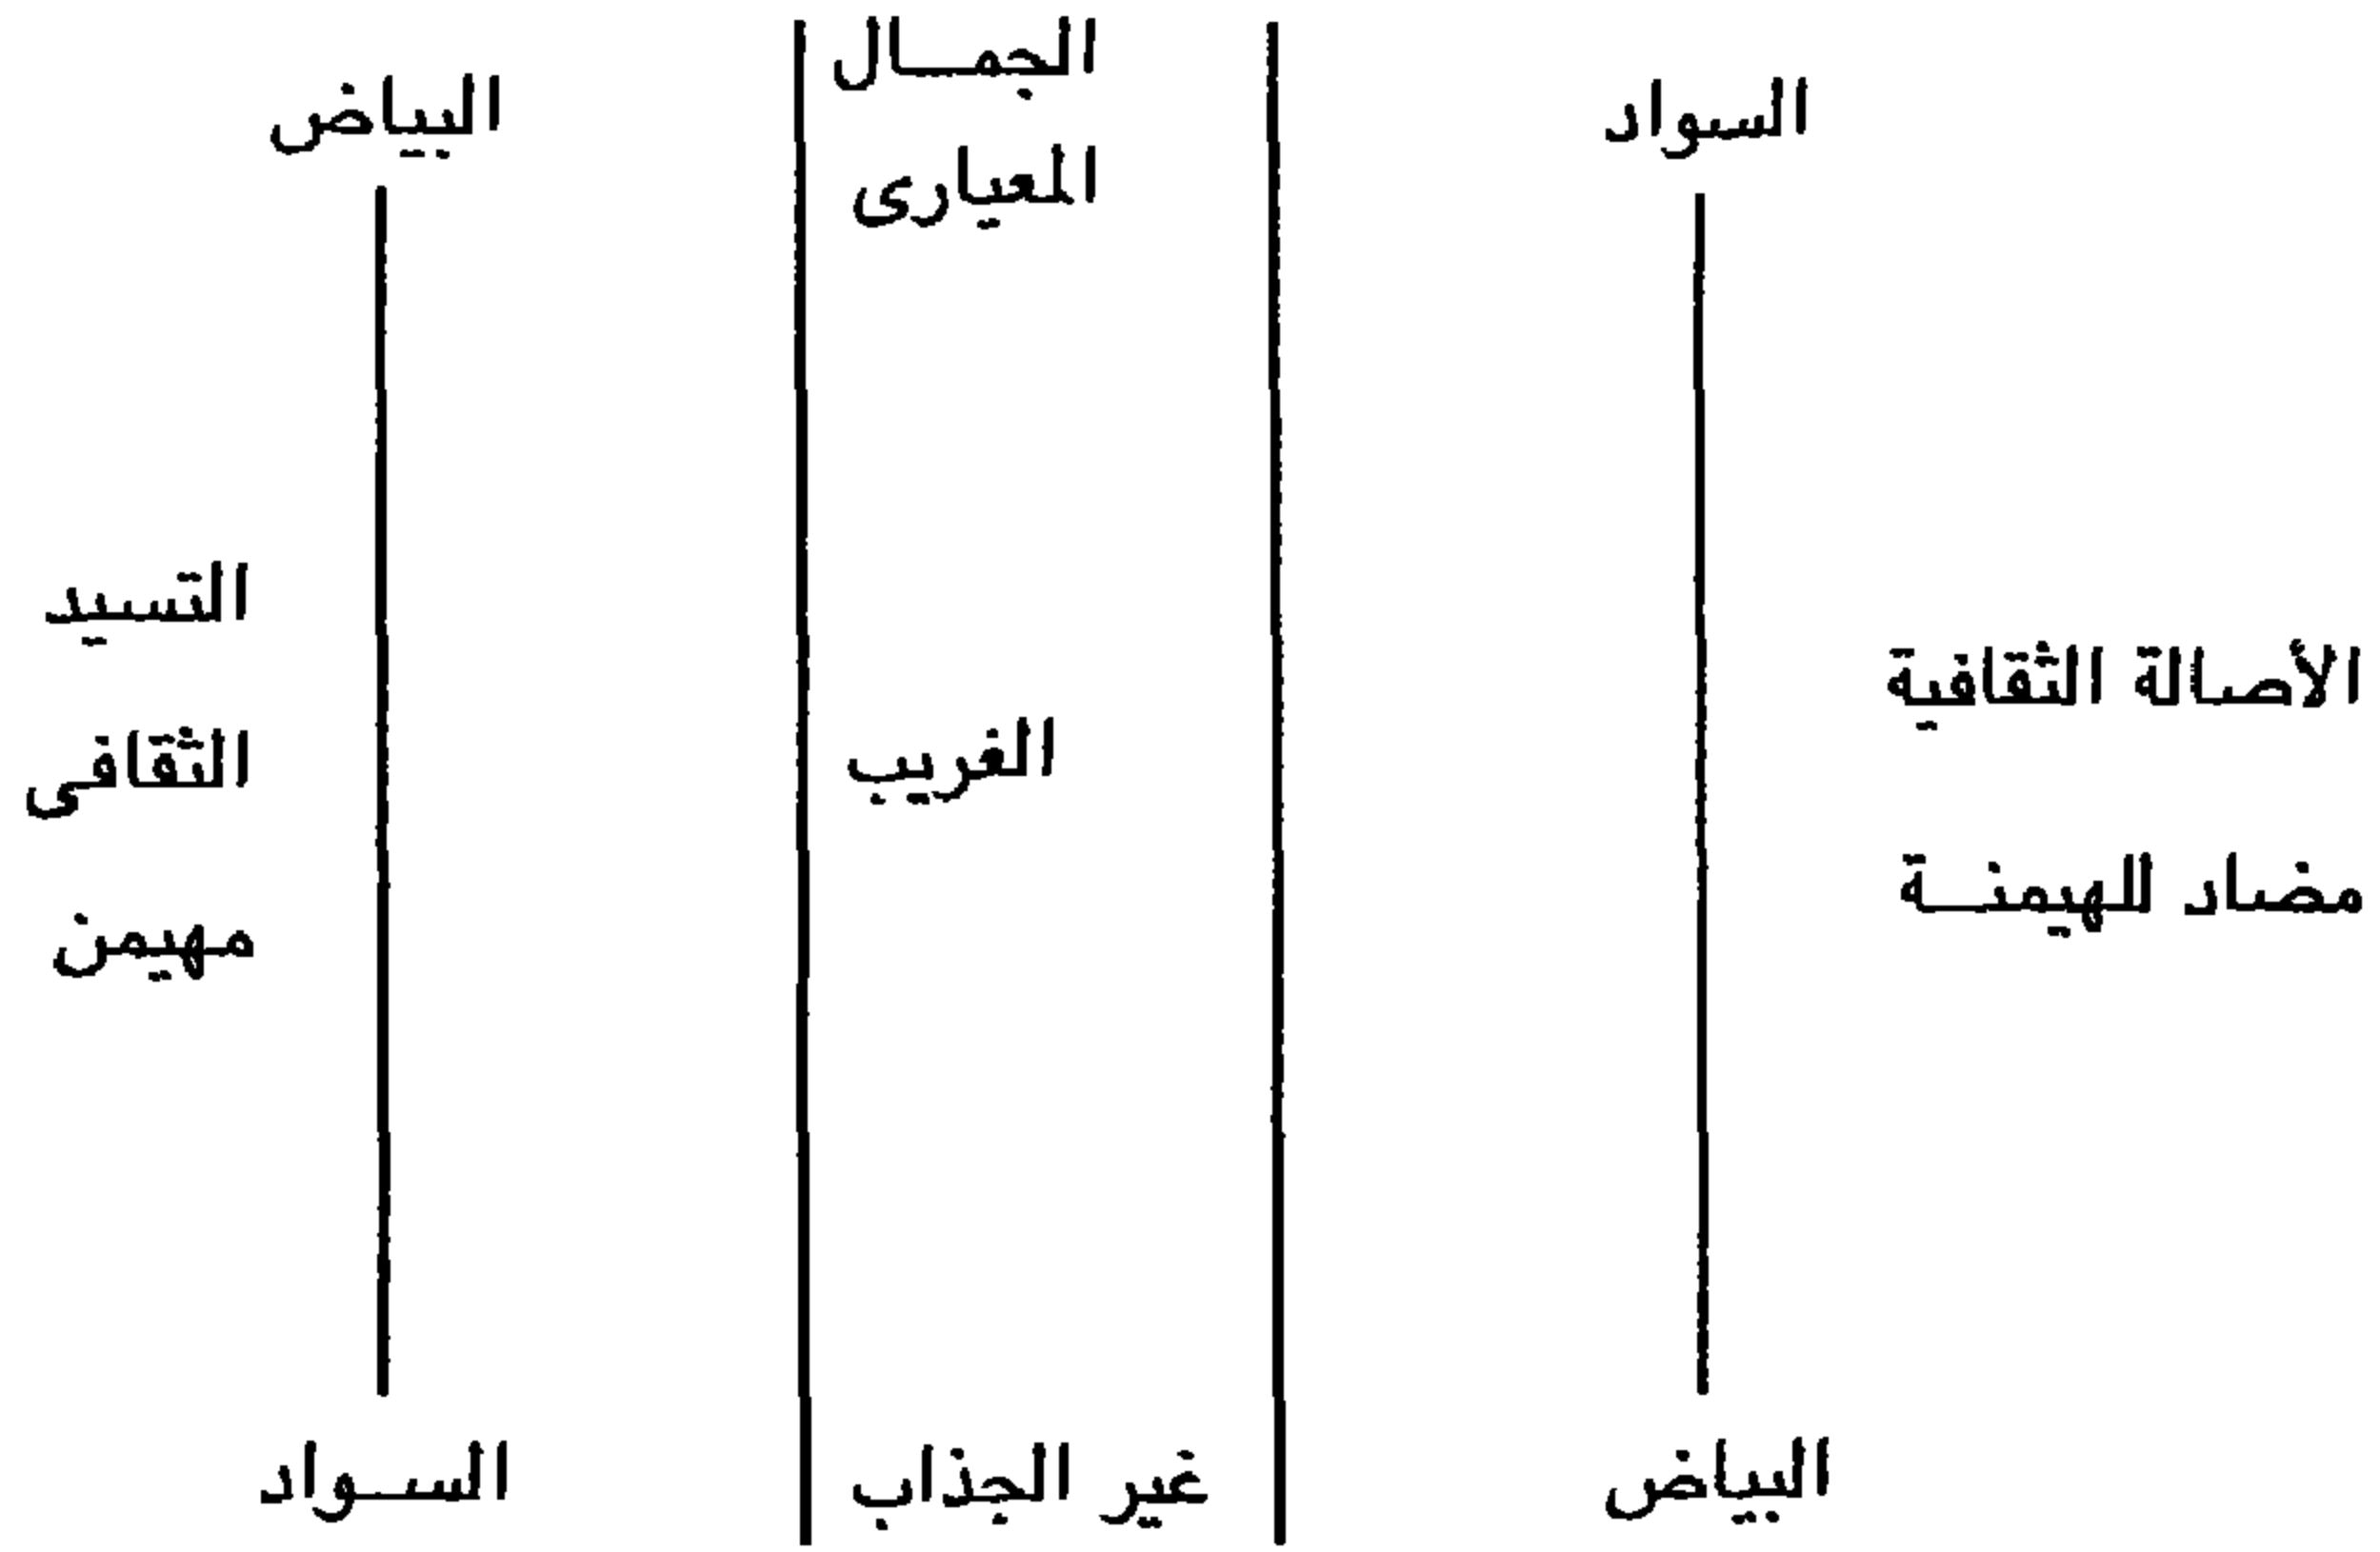 السواد
الأصالة الثقافية
مضاد للهيمنة
البياض
الجمال
المعيارى
الغريب
غير الجذاب
البياض
التسيد
الثقافى
مهيمن
السواد